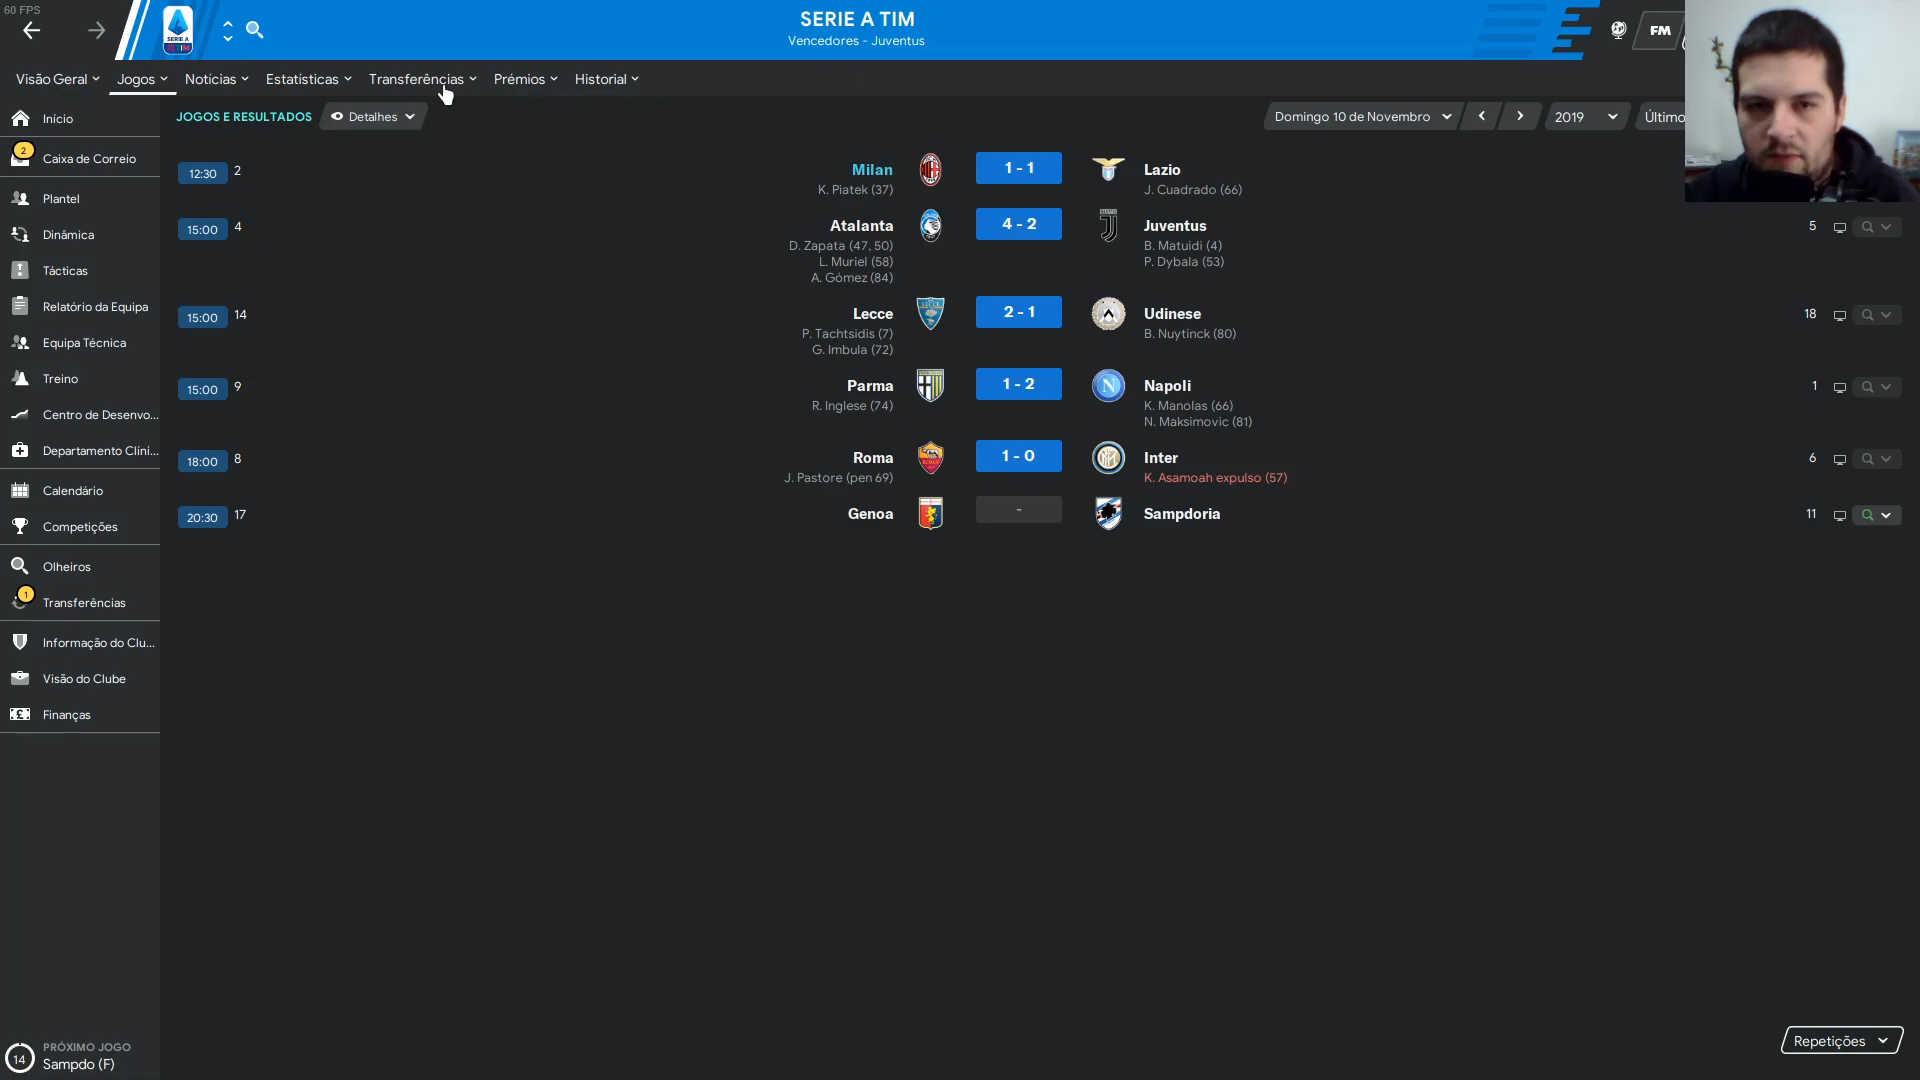 60 FPS
SERIE A TIM
Vencedores - Juventus
FM
Visão Geral
Jogos
Notícias
Estatísticas
Transferências
Prémios
Historial
JOGOS E RESULTADOS
Detalhes
Domingo 10 de Novembro
2019
Último
Início
2
Caixa de Correio
Plantel
Dinâmica
Tácticas
Relatório da Equipa
Equipa Técnica
Treino
Centro de Desenvo...
Departamento Clíni...
Calendário
Competições
Olheiros
1
Transferências
Informação do Clu...
Visão do Clube
Finanças
12:30 2 Milan 1 - 1 Lazio
K. Piatek (37) J. Cuadrado (66)
15:00 4 Atalanta 4 - 2 Juventus 5
D. Zapata (47, 50) B. Matuidi (4)
L. Muriel (58) P. Dybala (53)
A. Gómez (84)
15:00 14 Lecce 2 - 1 Udinese 18
P. Tachtsidis (7) B. Nuytinck (80)
G. Imbula (72)
15:00 9 Parma 1 - 2 Napoli 1
R. Inglese (74) K. Manolas (66)
N. Maksimovic (81)
18:00 8 Roma 1 - 0 Inter 6
J. Pastore (pen 69) K. Asamoah expulso (57)
20:30 17 Genoa - Sampdoria 11
Repetições
14
PRÓXIMO JOGO
Sampdo (F)